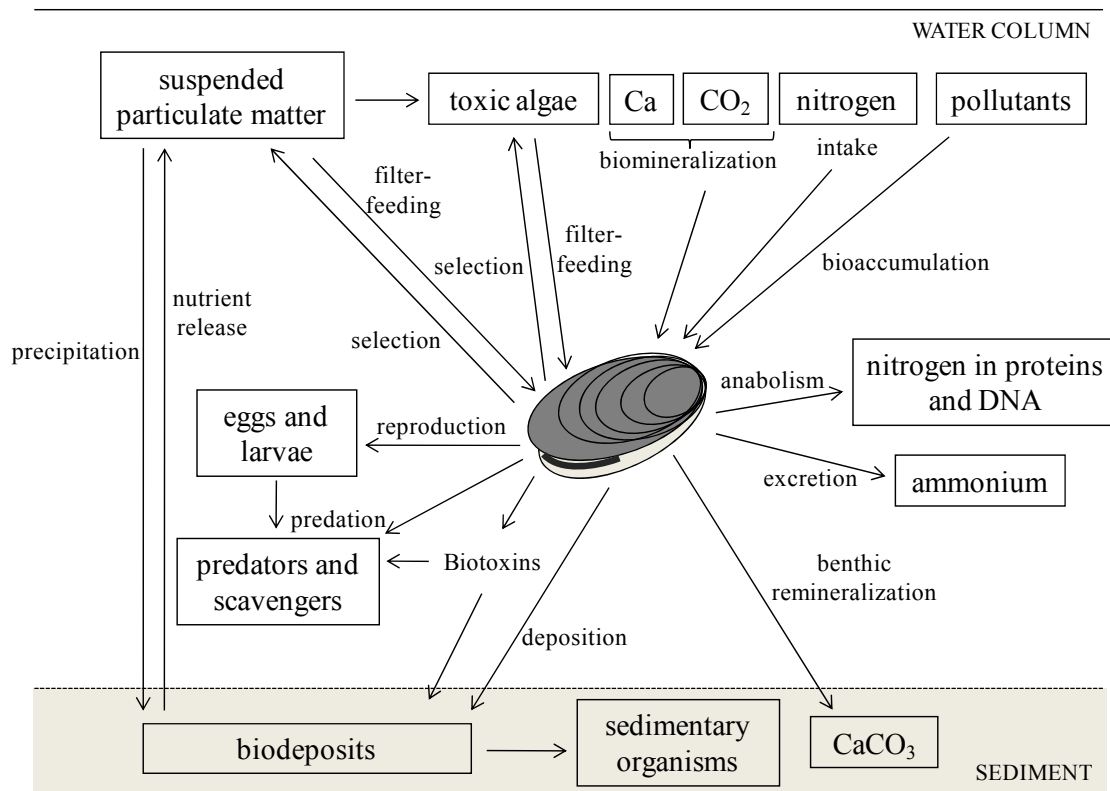 WATER COLUMN
suspended
particulate matter
toxic algae
Ca
CO₂
nitrogen
pollutants
biomineralization
intake
filter-
feeding
filter-
feeding
selection
bioaccumulation
nutrient
release
selection
precipitation
anabolism
nitrogen in proteins
and DNA
eggs and
larvae
reproduction
excretion
ammonium
predation
predators and
scavengers
Biotoxins
benthic
remineralization
deposition
biodeposits
sedimentary
organisms
CaCO₃
SEDIMENT